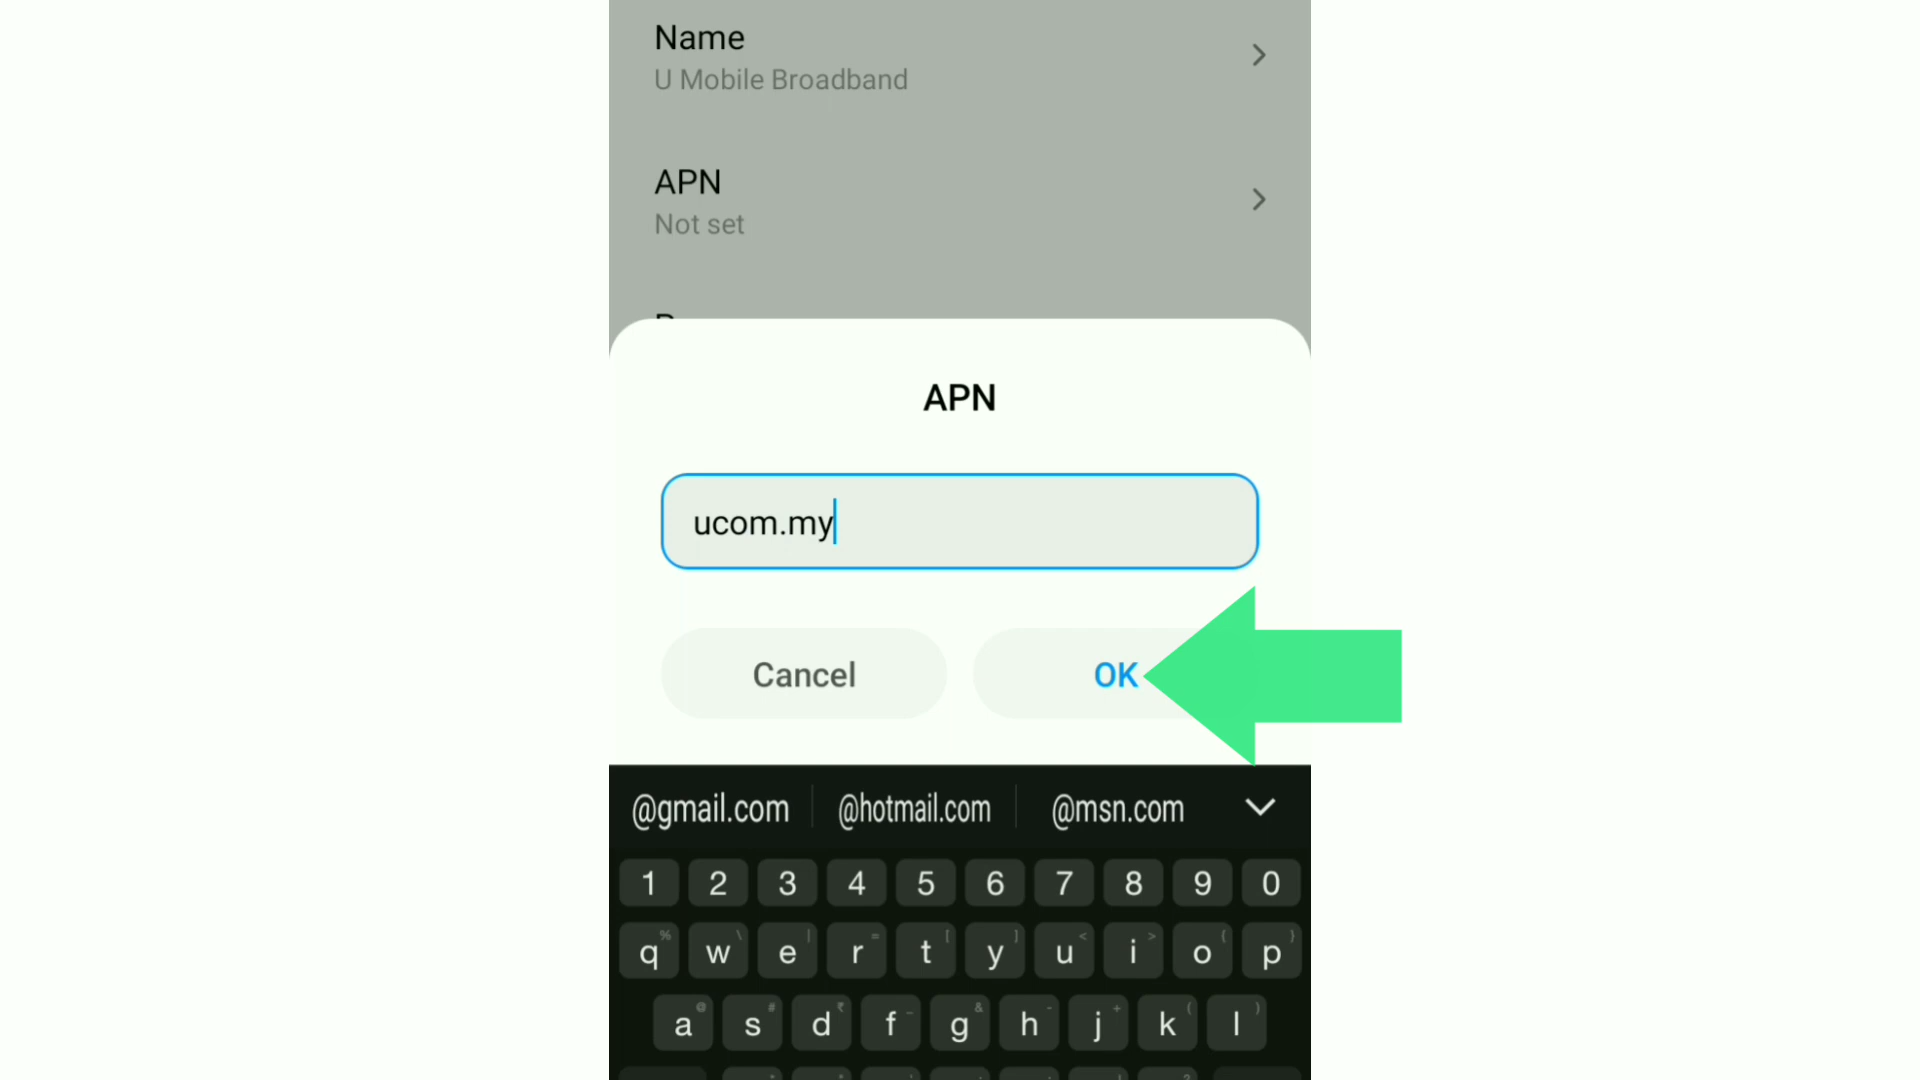 Name
U Mobile Broadband
APN
Not set
APN
ucom.my
Cancel
OK
@gmail.com @hotmail.com @msn.com
1 2 3 4 5 6 7 8 9 0
% \ | = [ ] < > { }
q w e r t y u i o p
@ # ₹ _ & - + ( )
a s d f g h j k l